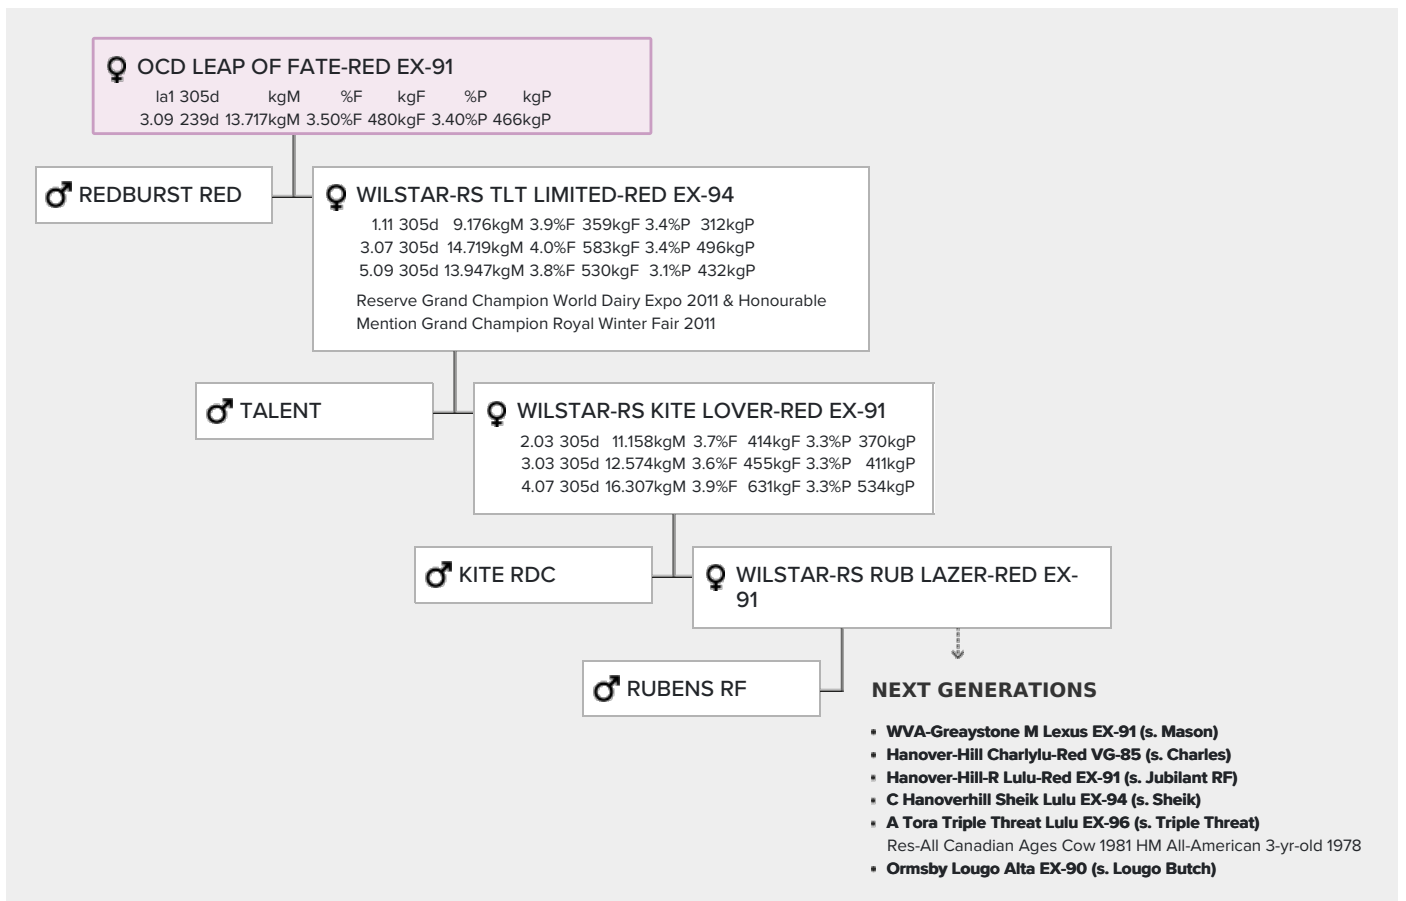 OCD LEAP OF FATE-RED EX-91
la1 305d kgM %F kgF %P kgP
3.09 239d 13.717kgM 3.50%F 480kgF 3.40%P 466kgP
REDBURST RED
WILSTAR-RS TLT LIMITED-RED EX-94
1.11 305d 9.176kgM 3.9%F 359kgF 3.4%P 312kgP
3.07 305d 14.719kgM 4.0%F 583kgF 3.4%P 496kgP
5.09 305d 13.947kgM 3.8%F 530kgF 3.1%P 432kgP
Reserve Grand Champion World Dairy Expo 2011 & Honourable
Mention Grand Champion Royal Winter Fair 2011
TALENT
WILSTAR-RS KITE LOVER-RED EX-91
2.03 305d 11.158kgM 3.7%F 414kgF 3.3%P 370kgP
3.03 305d 12.574kgM 3.6%F 455kgF 3.3%P 411kgP
4.07 305d 16.307kgM 3.9%F 631kgF 3.3%P 534kgP
KITE RDC
WILSTAR-RS RUB LAZER-RED EX-
91
RUBENS RF
NEXT GENERATIONS
• WVA-Greaystone M Lexus EX-91 (s. Mason)
• Hanover-Hill Charlylu-Red VG-85 (s. Charles)
• Hanover-Hill-R Lulu-Red EX-91 (s. Jubilant RF)
• C Hanoverhill Sheik Lulu EX-94 (s. Sheik)
• A Tora Triple Threat Lulu EX-96 (s. Triple Threat)
Res-All Canadian Ages Cow 1981 HM All-American 3-yr-old 1978
• Ormsby Lougo Alta EX-90 (s. Lougo Butch)